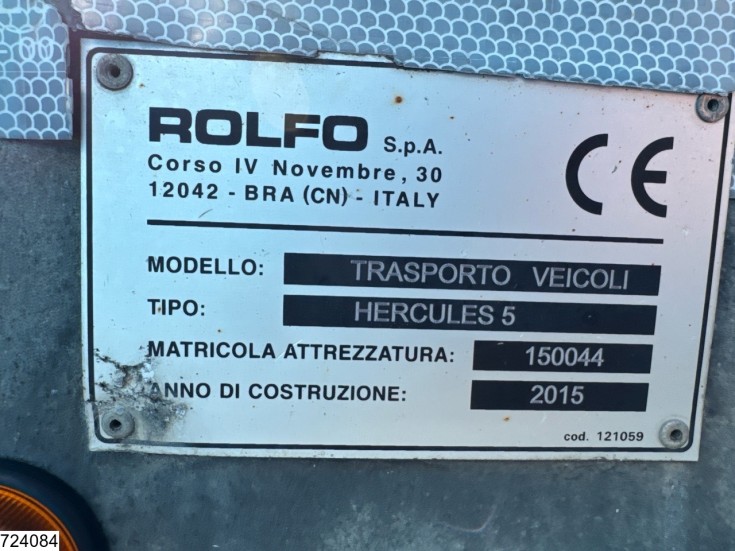 -00
ROLFO S.p.A.
Corso IV Novembre, 30
12042 - BRA (CN) - ITALY
CE
MODELLO: TRASPORTO VEICOLI
TIPO: HERCULES 5
MATRICOLA ATTREZZATURA: 150044
ANNO DI COSTRUZIONE: 2015
cod. 121059
724084